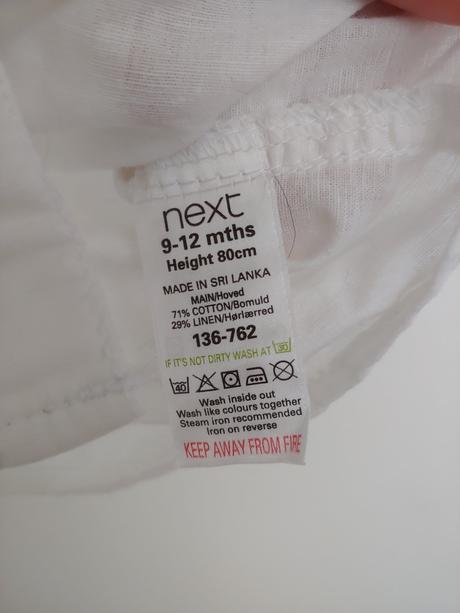 next
9-12 mths
Height 80cm
MADE IN SRI LANKA
MAIN/Hoved
71% COTTON/Bomuld
29% LINEN/Hørlærred
136-762
IF IT'S NOT DIRTY WASH AT 30
40
Wash inside out
Wash like colours together
Steam iron recommended
Iron on reverse
KEEP AWAY FROM FIRE